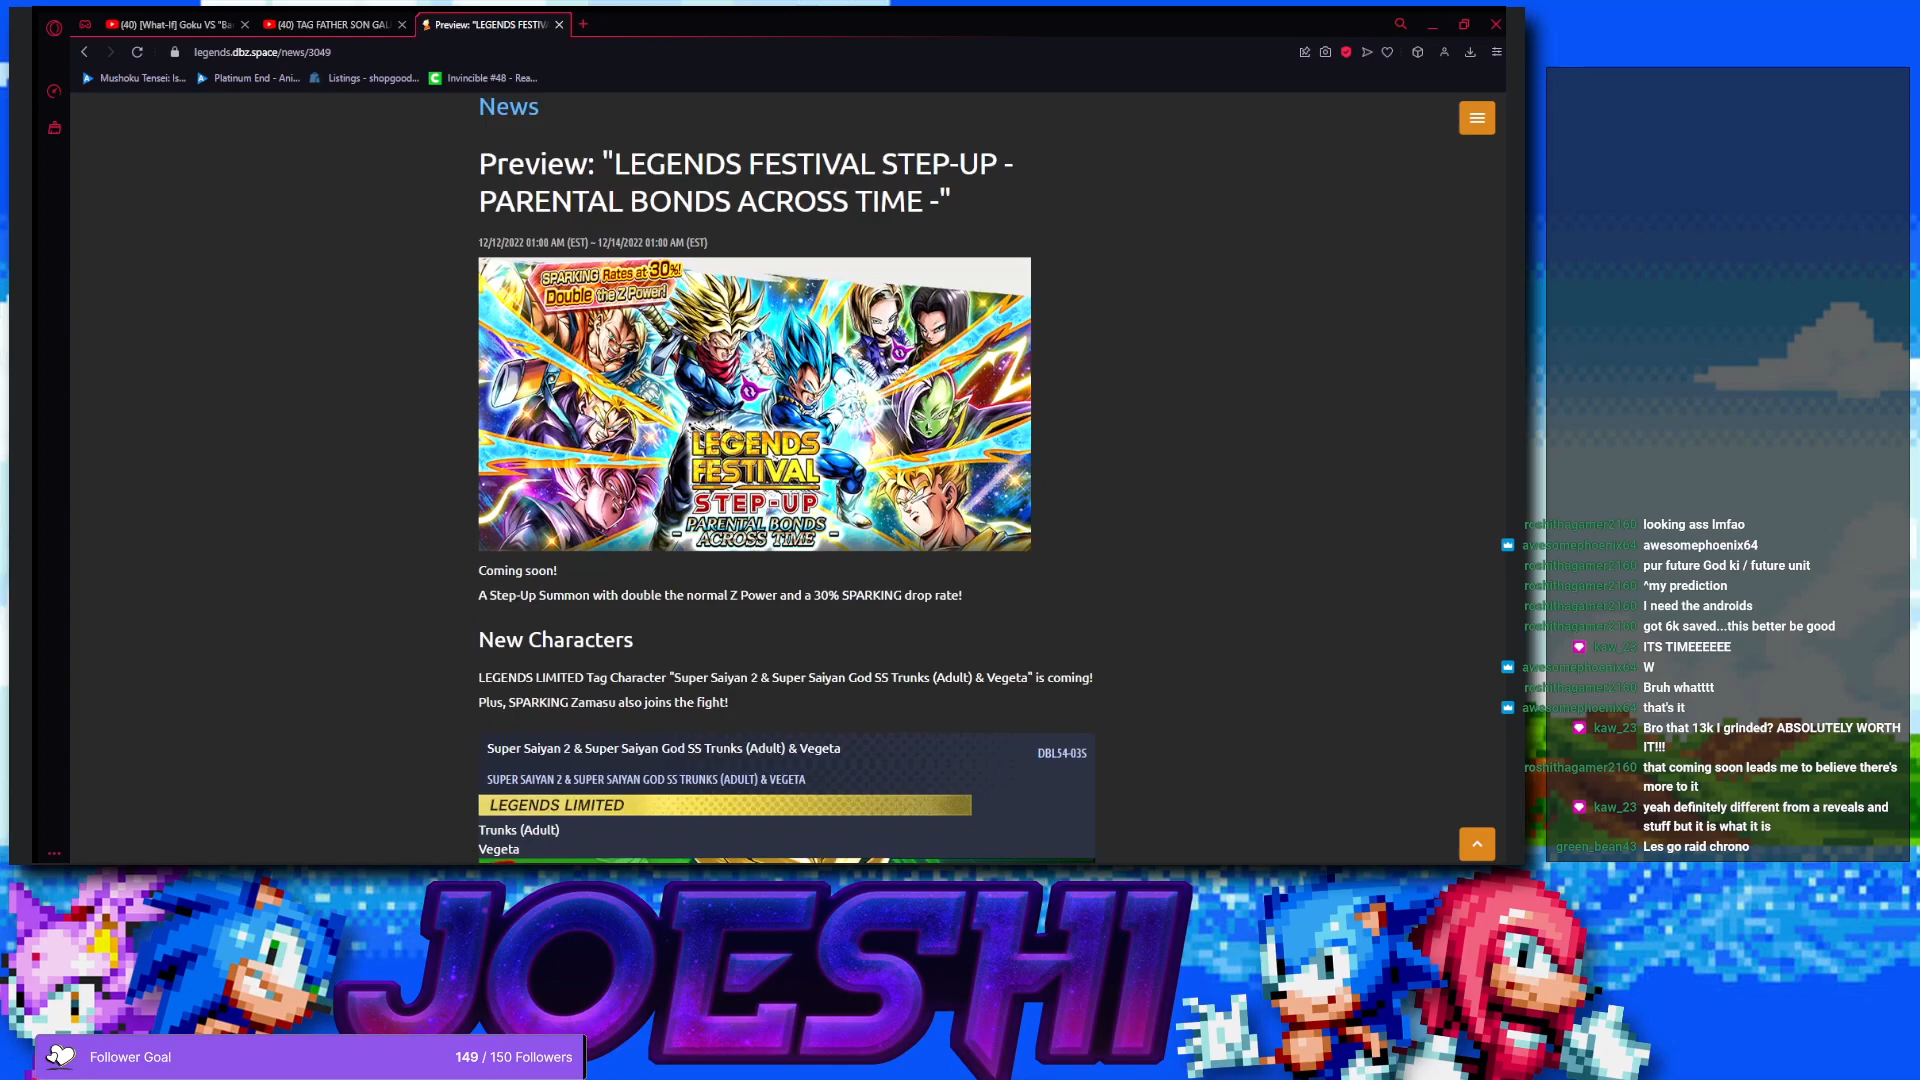 (40) [What-If] Goku VS "Ba
(40) TAG FATHER SON GAL
Preview: "LEGENDS FESTIV
legends.dbz.space/news/3049
Mushoku Tensei: Is...
Platinum End - Ani...
Listings - shopgood...
Invincible #48 - Rea...
News
Preview: "LEGENDS FESTIVAL STEP-UP -
PARENTAL BONDS ACROSS TIME -"
12/12/2022 01:00 AM (EST) ~ 12/14/2022 01:00 AM (EST)
SPARKING Rates at 30%!
Double the Z Power!
LEGENDS
FESTIVAL
STEP-UP
- PARENTAL BONDS
ACROSS TIME -
Coming soon!
A Step-Up Summon with double the normal Z Power and a 30% SPARKING drop rate!
New Characters
LEGENDS LIMITED Tag Character "Super Saiyan 2 & Super Saiyan God SS Trunks (Adult) & Vegeta" is coming!
Plus, SPARKING Zamasu also joins the fight!
Super Saiyan 2 & Super Saiyan God SS Trunks (Adult) & Vegeta
DBL54-03S
SUPER SAIYAN 2 & SUPER SAIYAN GOD SS TRUNKS (ADULT) & VEGETA
LEGENDS LIMITED
Trunks (Adult)
Vegeta
roshithagamer2160 looking ass lmfao
awesomephoenix64 awesomephoenix64
roshithagamer2160 pur future God ki / future unit
roshithagamer2160 ^my prediction
roshithagamer2160 I need the androids
roshithagamer2160 got 6k saved...this better be good
kaw_23 ITS TIMEEEEEE
awesomephoenix64 W
roshithagamer2160 Bruh whatttt
awesomephoenix64 that's it
kaw_23 Bro that 13k I grinded? ABSOLUTELY WORTH
IT!!!
roshithagamer2160 that coming soon leads me to believe there's
more to it
kaw_23 yeah definitely different from a reveals and
stuff but it is what it is
green_bean43 Les go raid chrono
JOESHI
Follower Goal
149 / 150 Followers